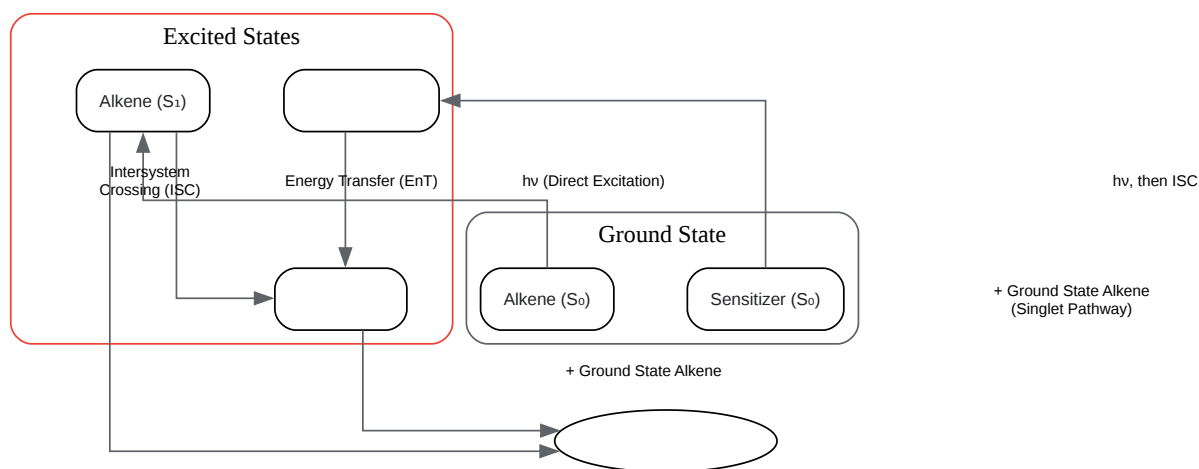 Excited States
Alkene (S₁)
Intersystem
Crossing (ISC)
Energy Transfer (EnT)
hν (Direct Excitation)
hν, then ISC
Ground State
Alkene (S₀)
Sensitizer (S₀)
+ Ground State Alkene
(Singlet Pathway)
+ Ground State Alkene